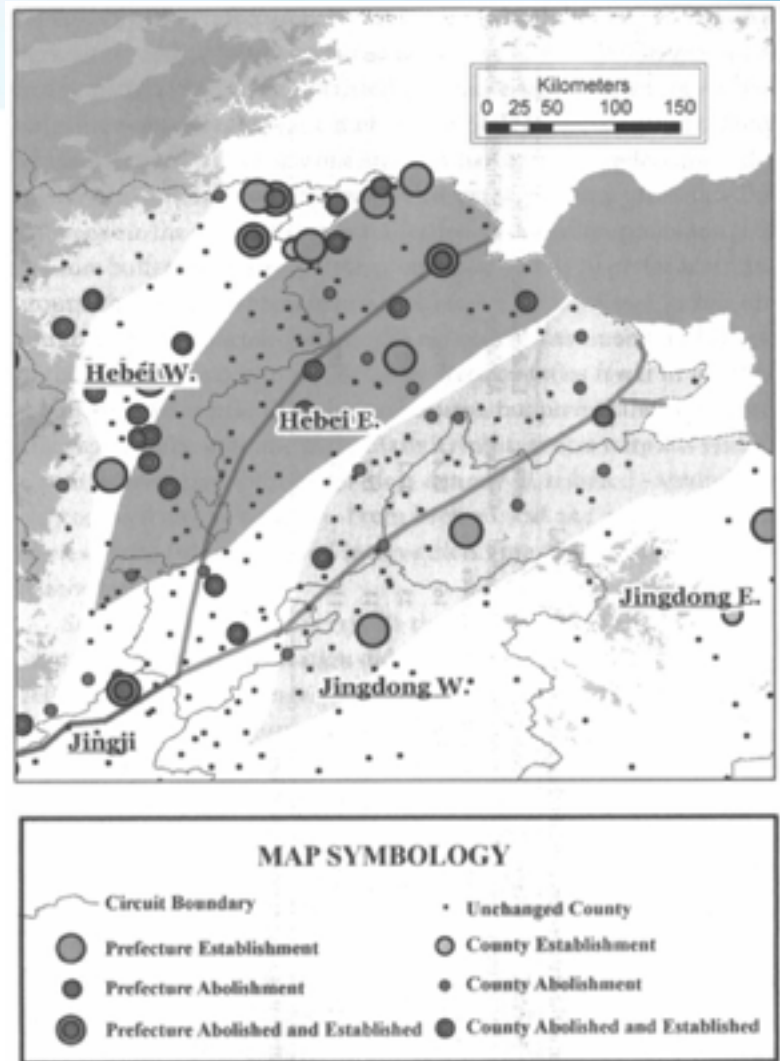 Kilometers
0 25 50 100 150
Hebei W.
Hebei E.
Jingdong E.
Jingdong W.
Jingji
MAP SYMBOLOGY
Circuit Boundary
Unchanged County
Prefecture Establishment
County Establishment
Prefecture Abolishment
County Abolishment
Prefecture Abolished and Established
County Abolished and Established